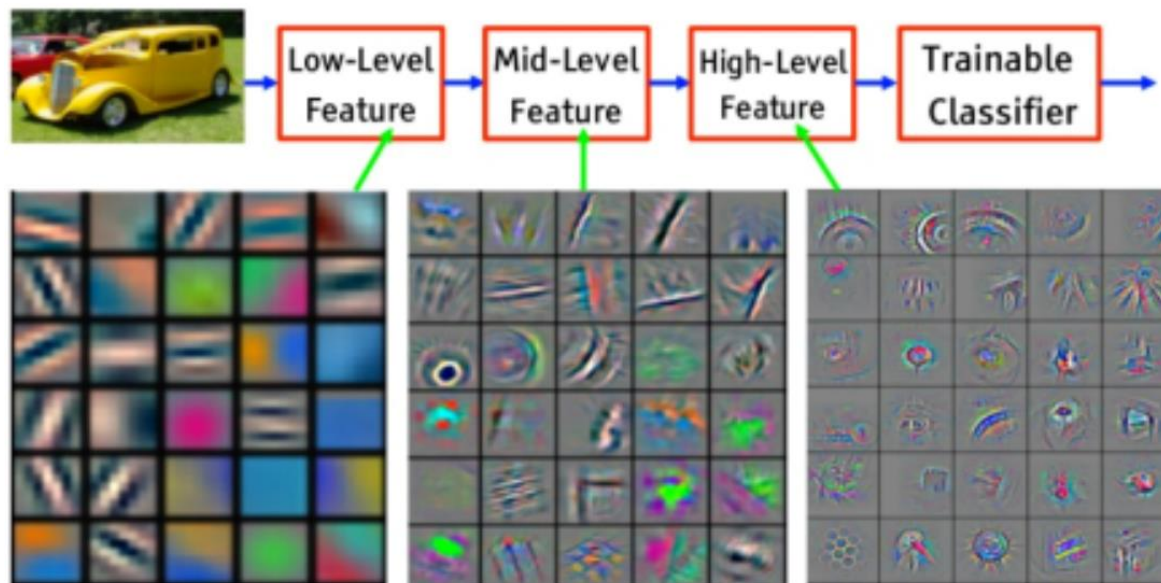 Low-Level
Feature
Mid-Level
Feature
High-Level
Feature
Trainable
Classifier